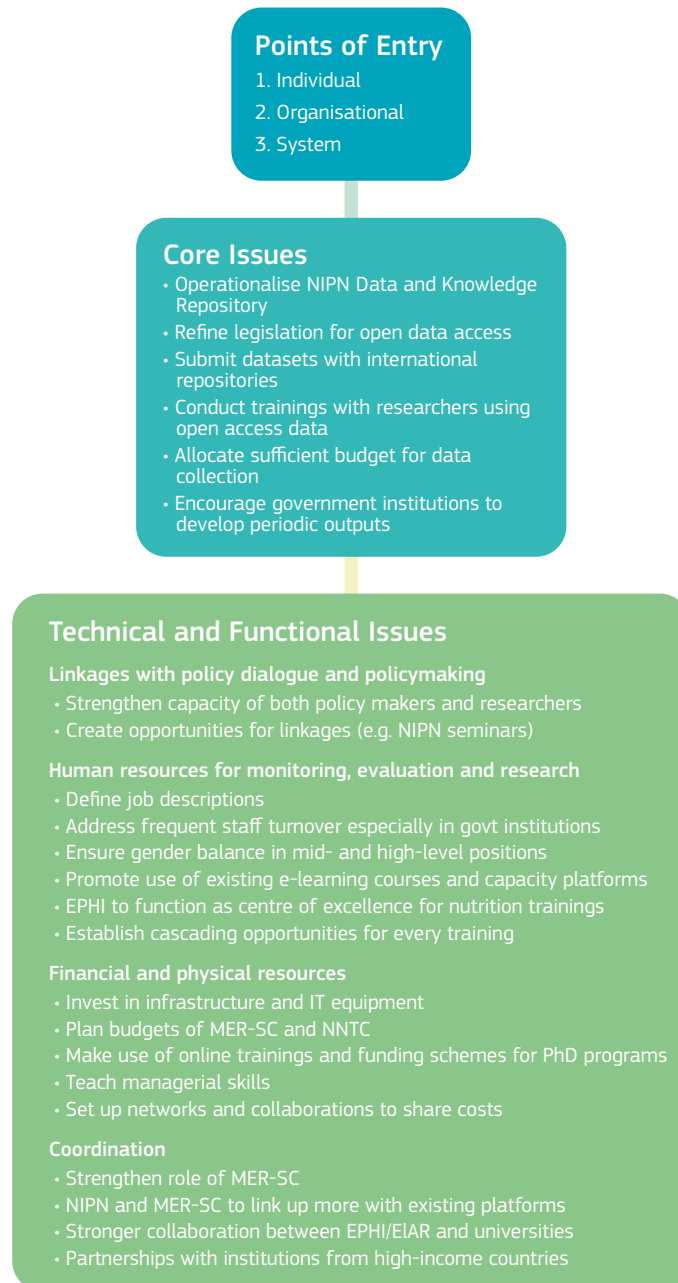 Points of Entry
1. Individual
2. Organisational
3. System
Core Issues
• Operationalise NIPN Data and Knowledge
Repository
• Refine legislation for open data access
• Submit datasets with international
repositories
• Conduct trainings with researchers using
open access data
• Allocate sufficient budget for data
collection
• Encourage government institutions to
develop periodic outputs
Technical and Functional Issues
Linkages with policy dialogue and policymaking
• Strengthen capacity of both policy makers and researchers
• Create opportunities for linkages (e.g. NIPN seminars)
Human resources for monitoring, evaluation and research
• Define job descriptions
• Address frequent staff turnover especially in govt institutions
• Ensure gender balance in mid- and high-level positions
• Promote use of existing e-learning courses and capacity platforms
• EPHI to function as centre of excellence for nutrition trainings
• Establish cascading opportunities for every training
Financial and physical resources
• Invest in infrastructure and IT equipment
• Plan budgets of MER-SC and NNTC
• Make use of online trainings and funding schemes for PhD programs
• Teach managerial skills
• Set up networks and collaborations to share costs
Coordination
• Strengthen role of MER-SC
• NIPN and MER-SC to link up more with existing platforms
• Stronger collaboration between EPHI/ElAR and universities
• Partnerships with institutions from high-income countries